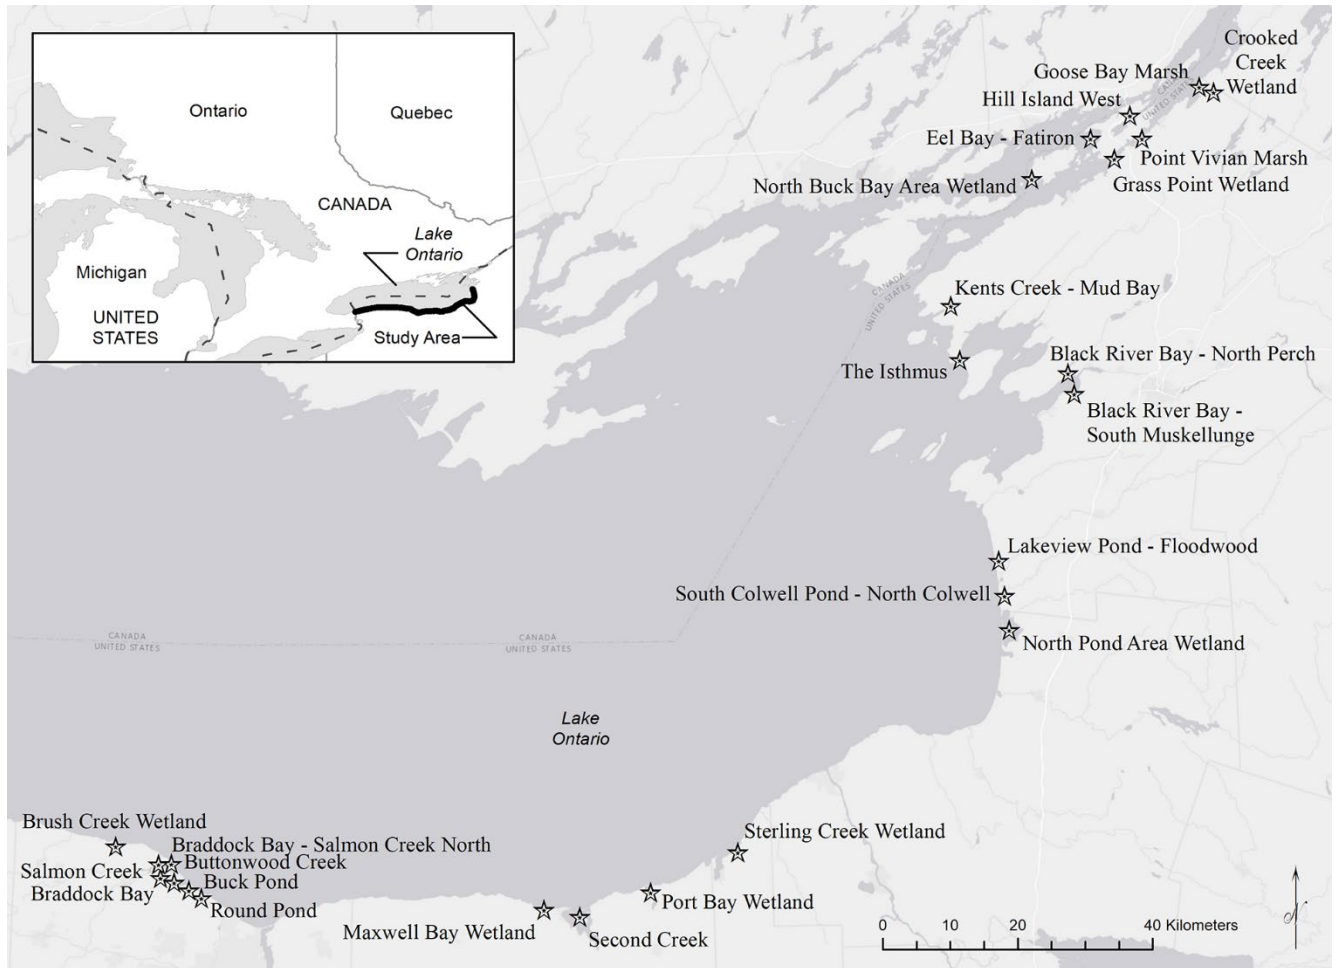 Ontario
Quebec
CANADA
Lake
Ontario
Michigan
UNITED
STATES
Study Area
Crooked
Creek
Wetland
Goose Bay Marsh
Hill Island West
Eel Bay - Fatiron
Point Vivian Marsh
Grass Point Wetland
North Buck Bay Area Wetland
CANADA
UNITED STATES
CANADA
UNITED STATES
Kents Creek - Mud Bay
The Isthmus
Black River Bay - North Perch
Black River Bay -
South Muskellunge
Lakeview Pond - Floodwood
South Colwell Pond - North Colwell
North Pond Area Wetland
CANADA
UNITED STATES
CANADA
UNITED STATES
Lake
Ontario
Brush Creek Wetland
Braddock Bay - Salmon Creek North
Buttonwood Creek
Salmon Creek
Buck Pond
Braddock Bay
Round Pond
Sterling Creek Wetland
Port Bay Wetland
Maxwell Bay Wetland
Second Creek
0 10 20 40 Kilometers
N